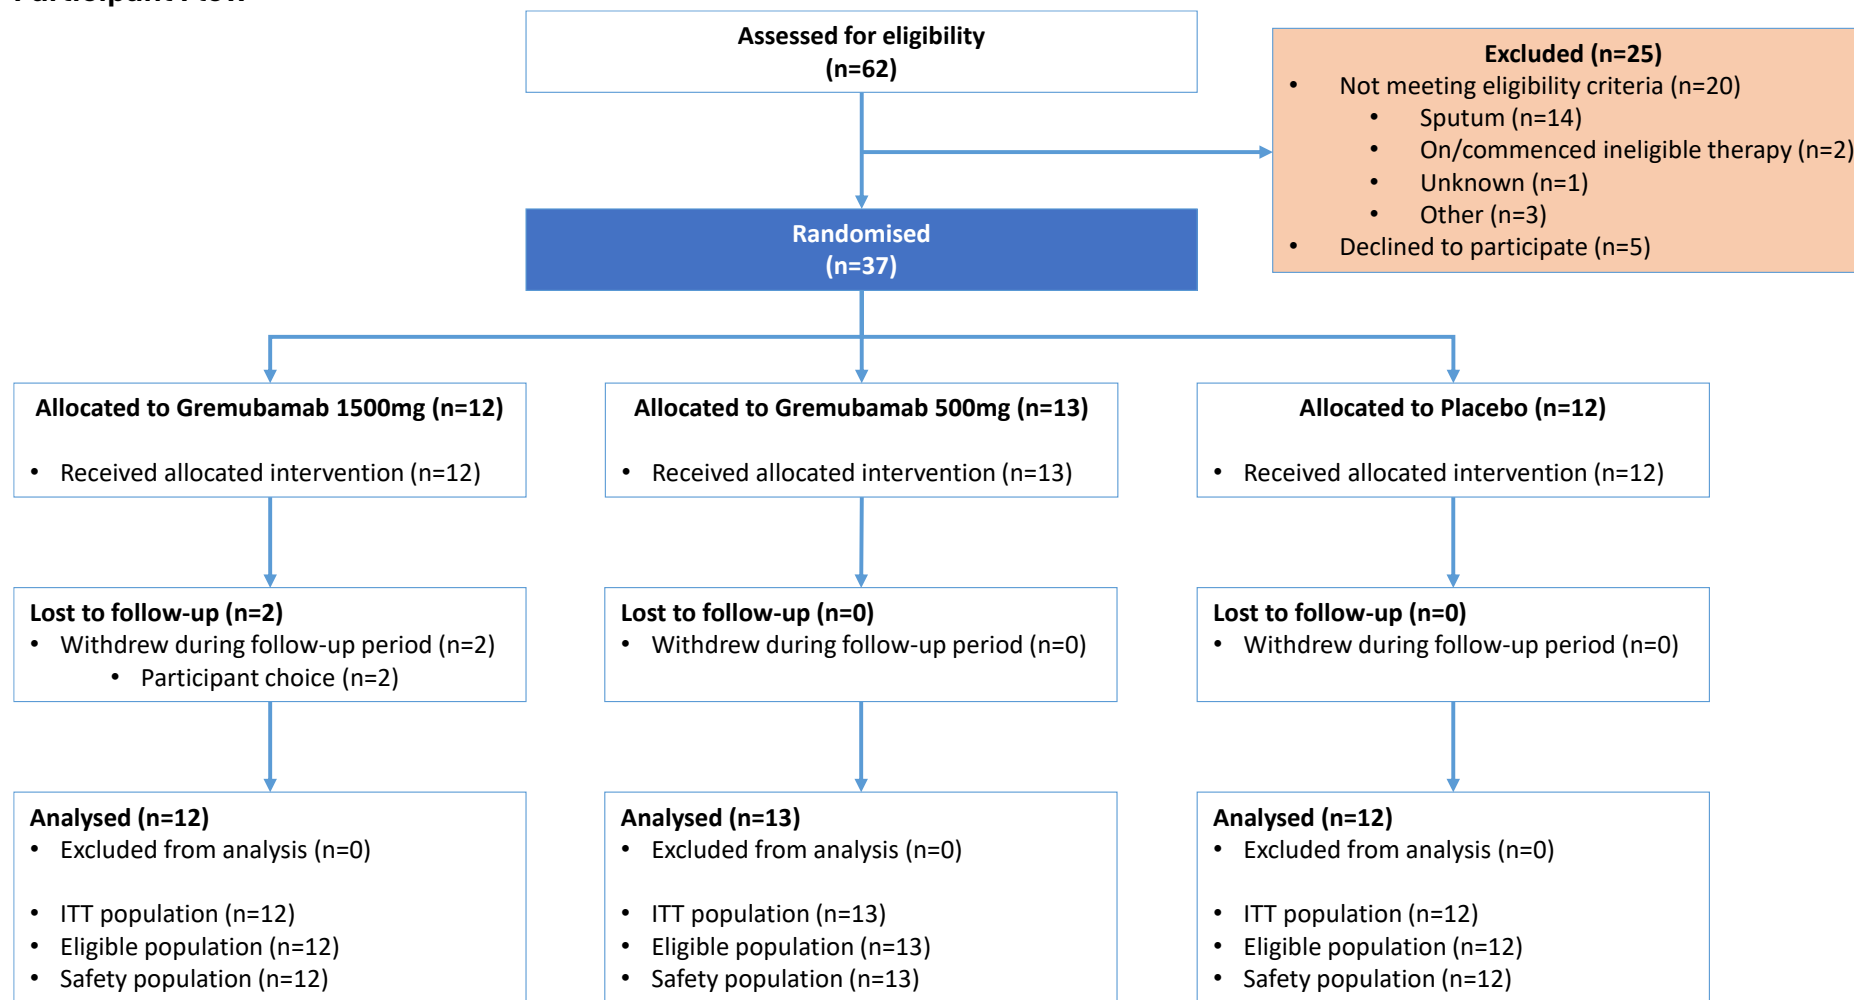 Participant Flow
Assessed for eligibility
(n=62)
Excluded (n=25)
• Not meeting eligibility criteria (n=20)
• Sputum (n=14)
• On/commenced ineligible therapy (n=2)
• Unknown (n=1)
• Other (n=3)
• Declined to participate (n=5)
Randomised
(n=37)
Allocated to Gremubamab 1500mg (n=12)
• Received allocated intervention (n=12)
Allocated to Gremubamab 500mg (n=13)
• Received allocated intervention (n=13)
Allocated to Placebo (n=12)
• Received allocated intervention (n=12)
Lost to follow-up (n=2)
• Withdrew during follow-up period (n=2)
• Participant choice (n=2)
Lost to follow-up (n=0)
• Withdrew during follow-up period (n=0)
Lost to follow-up (n=0)
• Withdrew during follow-up period (n=0)
Analysed (n=12)
• Excluded from analysis (n=0)
• ITT population (n=12)
• Eligible population (n=12)
• Safety population (n=12)
Analysed (n=13)
• Excluded from analysis (n=0)
• ITT population (n=13)
• Eligible population (n=13)
• Safety population (n=13)
Analysed (n=12)
• Excluded from analysis (n=0)
• ITT population (n=12)
• Eligible population (n=12)
• Safety population (n=12)